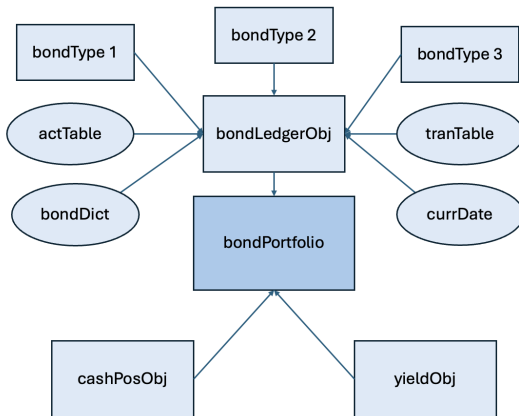 bondType 1
bondType 2
bondType 3
actTable
bondLedgerObj
tranTable
bondDict
currDate
bondPortfolio
cashPosObj
yieldObj